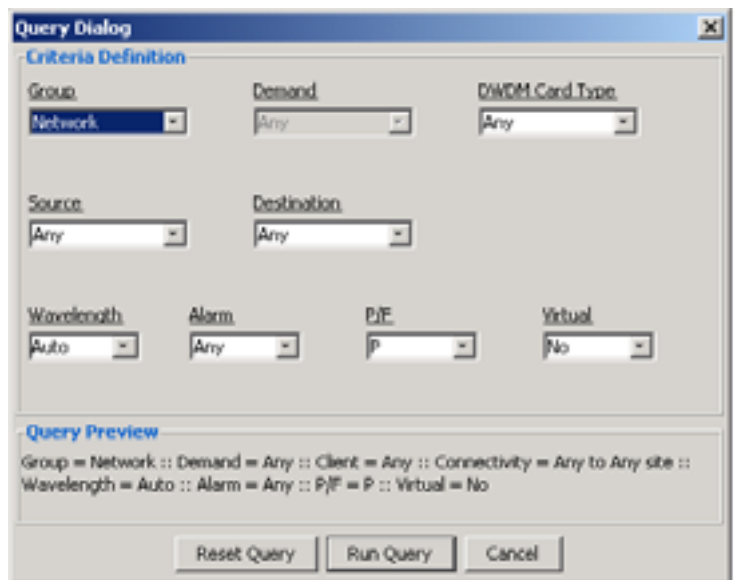 Query Dialog
Criteria Definition
Group Demand DWDM Card Type
Network Any Any
Source Destination
Any Any
Wavelength Alarm P/F Virtual
Auto Any P No
Query Preview
Group = Network :: Demand = Any :: Client = Any :: Connectivity = Any to Any site ::
Wavelength = Auto :: Alarm = Any :: P/F = P :: Virtual = No
Reset Query Run Query Cancel